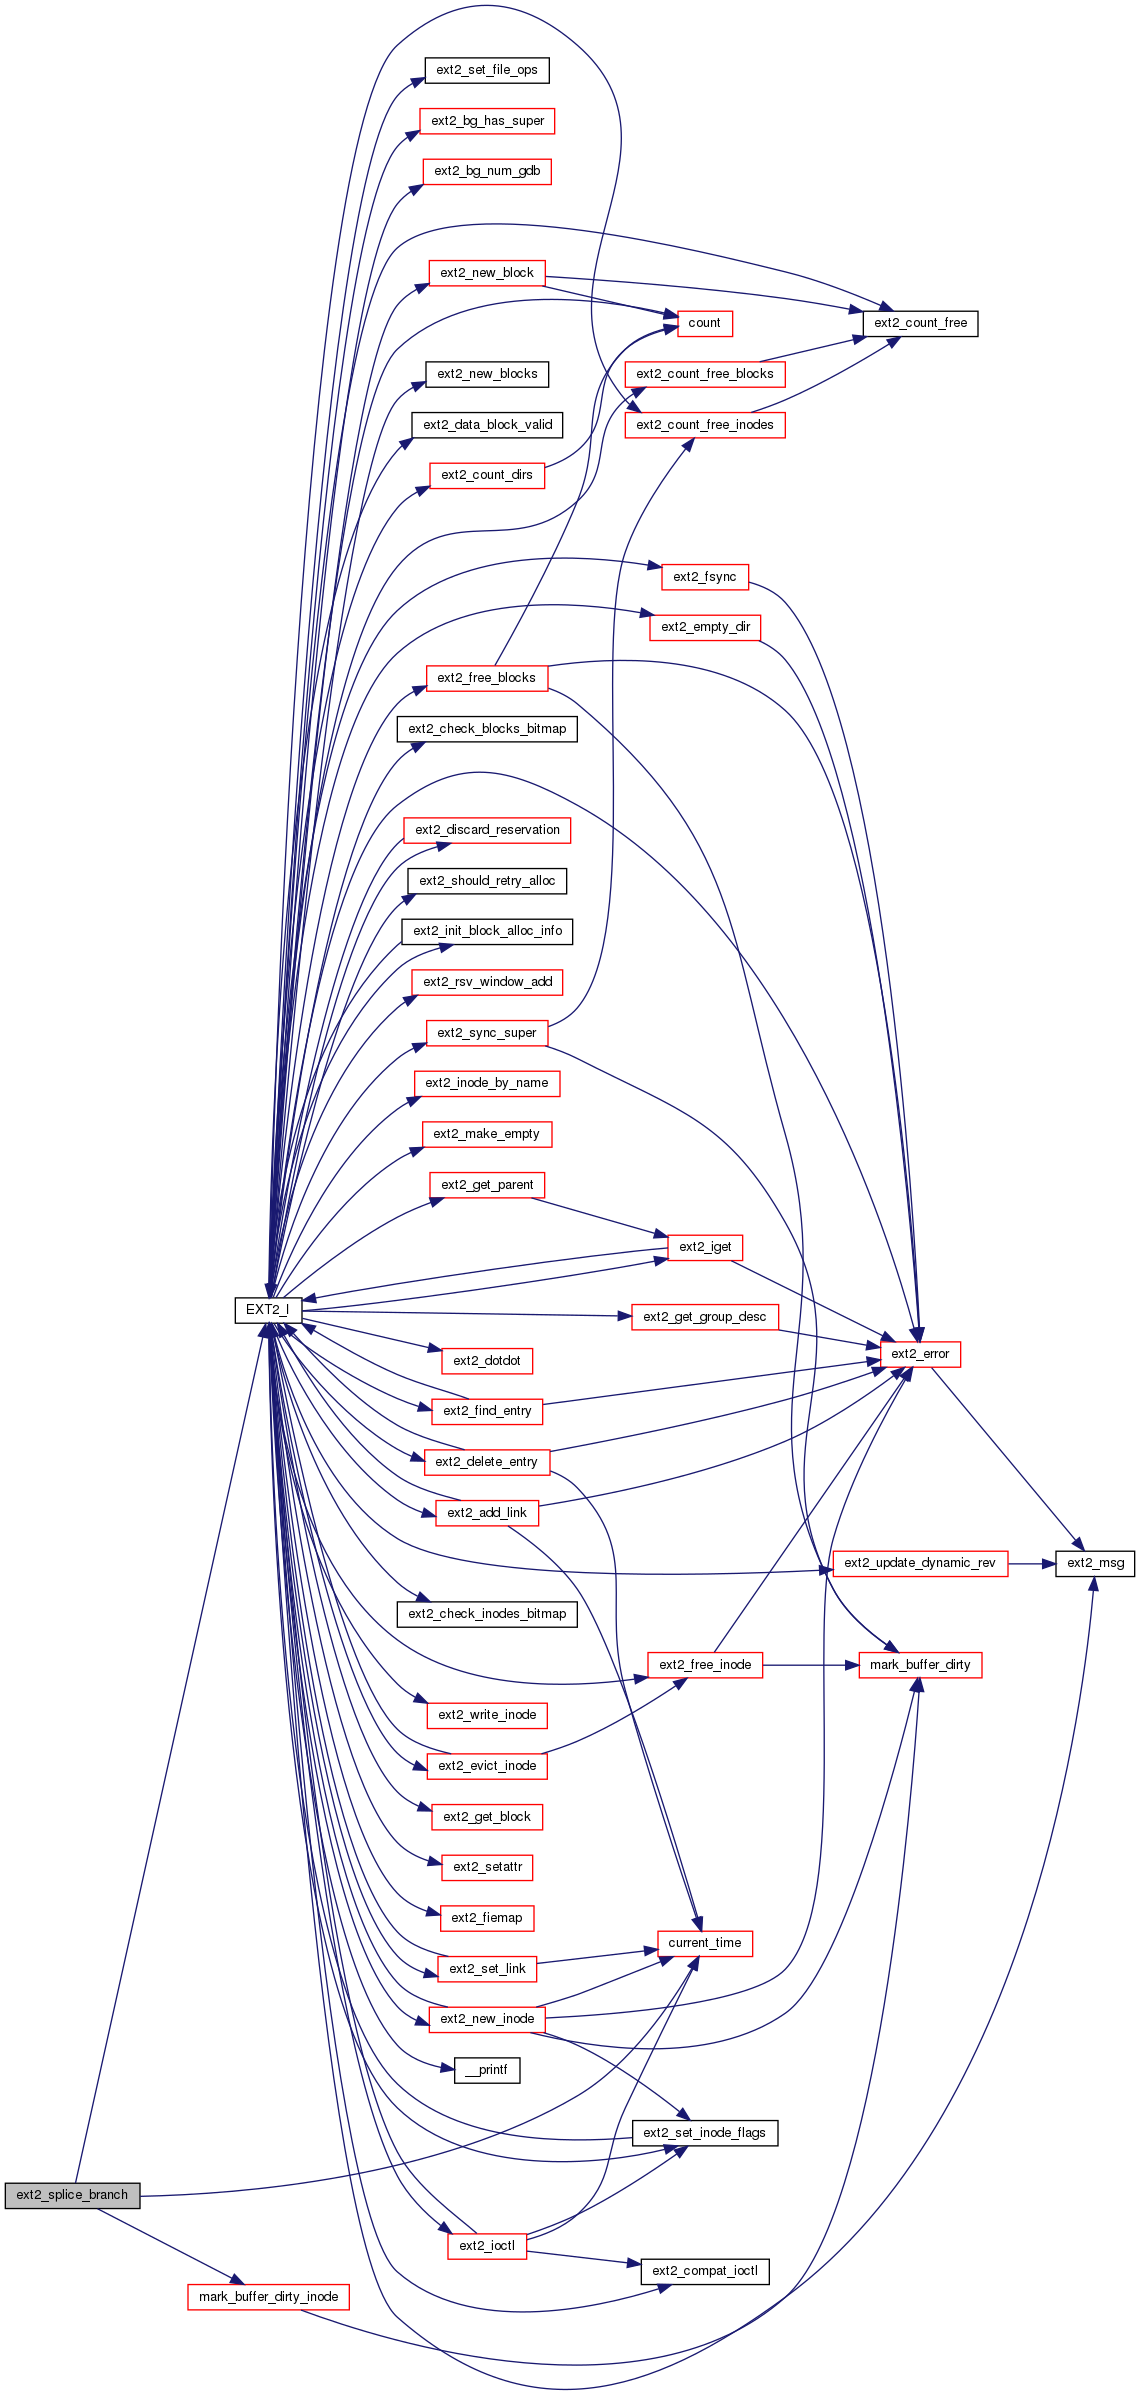 ext2_set_file_ops
ext2_bg_has_super
ext2_bg_num_gdb
ext2_new_block
count
ext2_count_free
ext2_new_blocks
ext2_count_free_blocks
ext2_data_block_valid
ext2_count_free_inodes
ext2_count_dirs
ext2_fsync
ext2_empty_dir
ext2_free_blocks
ext2_check_blocks_bitmap
ext2_discard_reservation
ext2_should_retry_alloc
ext2_init_block_alloc_info
ext2_rsv_window_add
ext2_sync_super
ext2_inode_by_name
ext2_make_empty
ext2_get_parent
ext2_iget
EXT2_I
ext2_get_group_desc
ext2_error
ext2_dotdot
ext2_find_entry
ext2_delete_entry
ext2_add_link
ext2_update_dynamic_rev
ext2_msg
ext2_check_inodes_bitmap
ext2_free_inode
mark_buffer_dirty
ext2_write_inode
ext2_evict_inode
ext2_get_block
ext2_setattr
ext2_fiemap
current_time
ext2_set_link
ext2_new_inode
__printf
ext2_set_inode_flags
ext2_splice_branch
ext2_ioctl
ext2_compat_ioctl
mark_buffer_dirty_inode